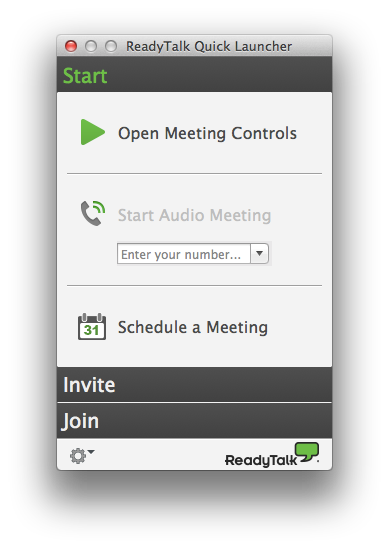 ReadyTalk Quick Launcher
Start
Open Meeting Controls
Start Audio Meeting
Enter your number...
31
Schedule a Meeting
Invite
Join
ReadyTalk